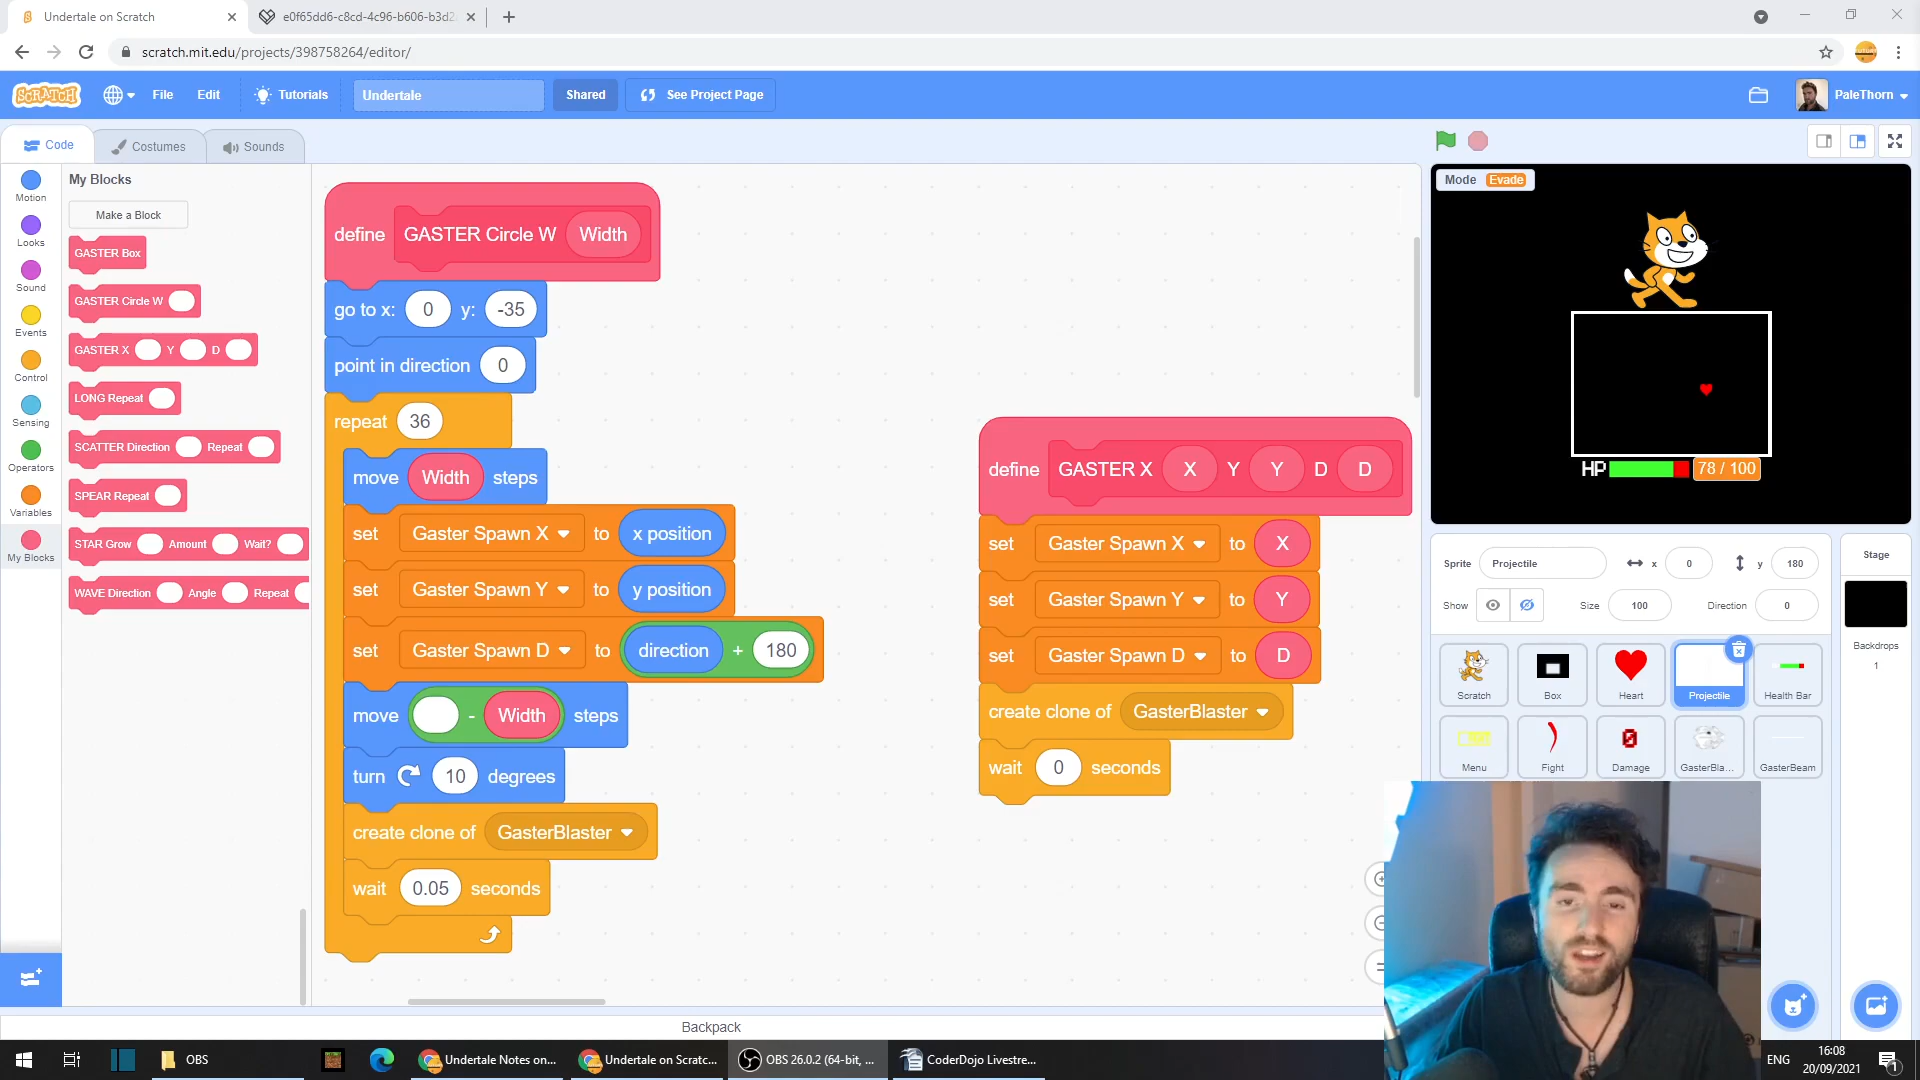 Undertale on Scratch
e0f65dd6-c8cd-4c96-b606-b3d2
scratch.mit.edu/projects/398758264/editor/
SCRATCH
File
Edit
Tutorials
Undertale
Shared
See Project Page
PaleThorn
Code
Costumes
Sounds
Motion
Looks
Sound
Events
Control
Sensing
Operators
Variables
My Blocks
My Blocks
Make a Block
GASTER Box
GASTER Circle W
GASTER X Y D
LONG Repeat
SCATTER Direction Repeat
SPEAR Repeat
STAR Grow Amount Wait?
WAVE Direction Angle Repeat
define GASTER Circle W Width
go to x: 0 y: -35
point in direction 0
repeat 36
move Width steps
set Gaster Spawn X to x position
set Gaster Spawn Y to y position
set Gaster Spawn D to direction + 180
move - Width steps
turn 10 degrees
create clone of GasterBlaster
wait 0.05 seconds
define GASTER X X Y Y D D
set Gaster Spawn X to X
set Gaster Spawn Y to Y
set Gaster Spawn D to D
create clone of GasterBlaster
wait 0 seconds
Backpack
Mode Evade
HP 78 / 100
Sprite Projectile x 0 y 180
Show Size 100 Direction 0
Scratch
Box
Heart
Projectile
Health Bar
Menu
Fight
0
Damage
GasterBla...
GasterBeam
Stage
Backdrops
1
OBS
Undertale Notes on...
Undertale on Scratc...
OBS 26.0.2 (64-bit, ...
CoderDojo Livestre...
ENG
16:08
20/09/2021
1